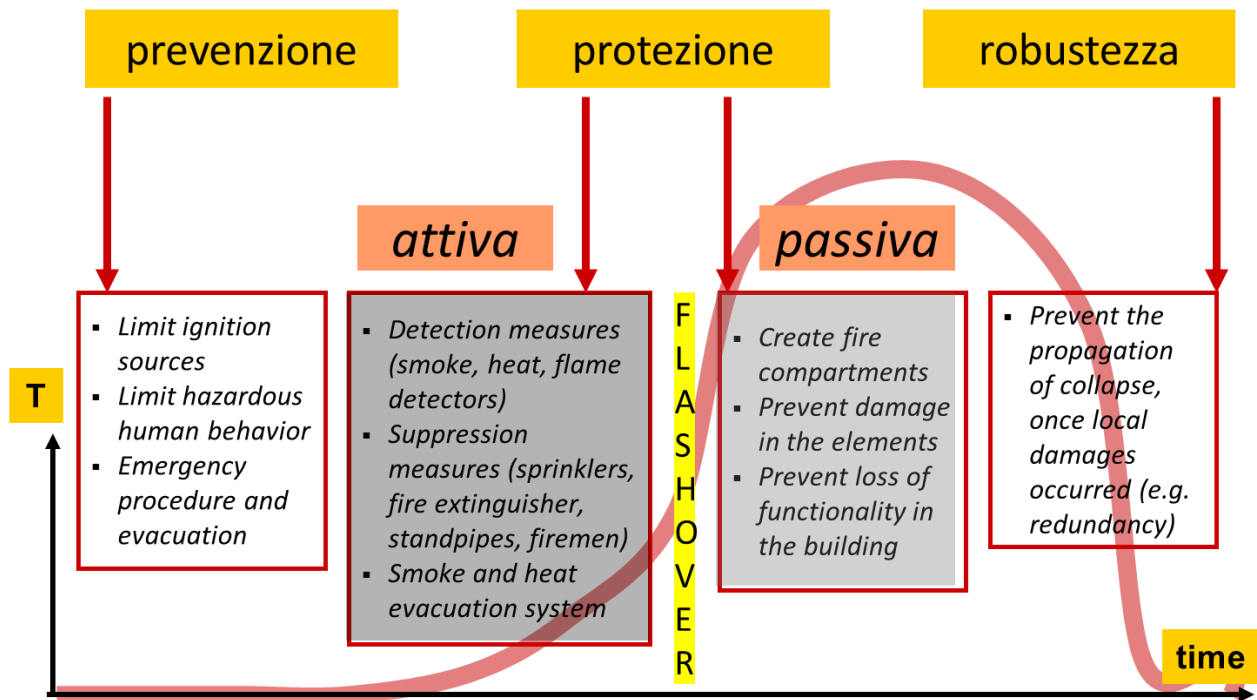 prevenzione
protezione
robustezza
attiva
passiva
▪ Limit ignition
sources
▪ Limit hazardous
human behavior
▪ Emergency
procedure and
evacuation
▪ Detection measures
(smoke, heat, flame
detectors)
▪ Suppression
measures (sprinklers,
fire extinguisher,
standpipes, firemen)
▪ Smoke and heat
evacuation system
F
L
A
S
H
O
V
E
R
▪ Create fire
compartments
▪ Prevent damage
in the elements
▪ Prevent loss of
functionality in
the building
▪ Prevent the
propagation
of collapse,
once local
damages
occurred (e.g.
redundancy)
T
time